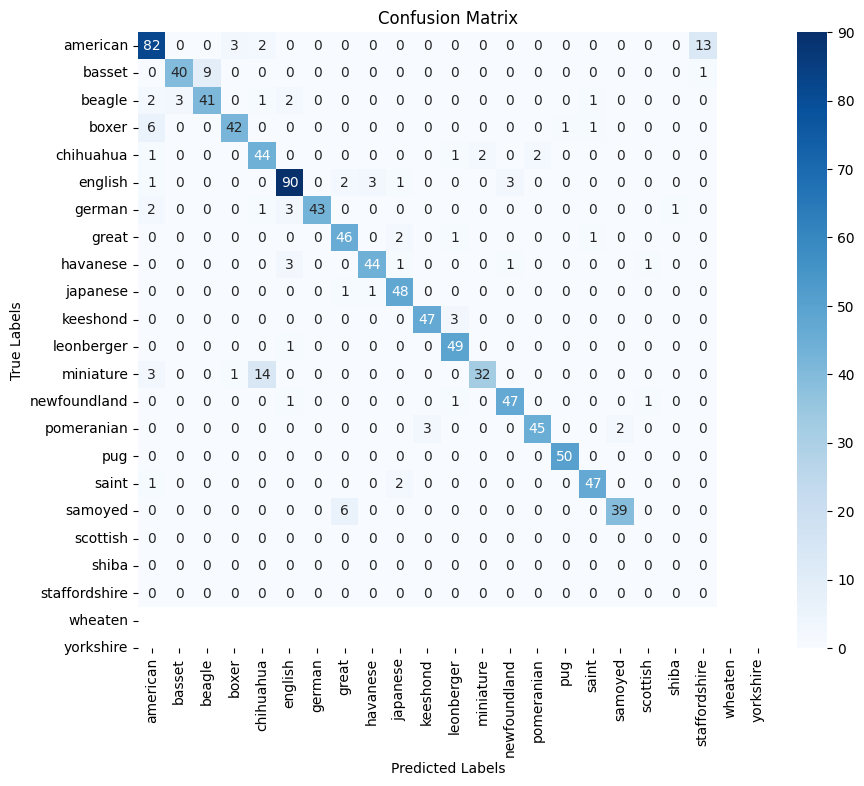 Confusion Matrix
american 82 0 0 3 2 0 0 0 0 0 0 0 0 0 0 0 0 0 0 0 13
basset 0 40 9 0 0 0 0 0 0 0 0 0 0 0 0 0 0 0 0 0 1
beagle 2 3 41 0 1 2 0 0 0 0 0 0 0 0 0 0 1 0 0 0 0
boxer 6 0 0 42 0 0 0 0 0 0 0 0 0 0 0 1 1 0 0 0 0
chihuahua 1 0 0 0 44 0 0 0 0 0 0 1 2 0 2 0 0 0 0 0 0
english 1 0 0 0 0 90 0 2 3 1 0 0 0 3 0 0 0 0 0 0 0
german 2 0 0 0 1 3 43 0 0 0 0 0 0 0 0 0 0 0 0 1 0
great 0 0 0 0 0 0 0 46 0 2 0 1 0 0 0 0 1 0 0 0 0
havanese 0 0 0 0 0 3 0 0 44 1 0 0 0 1 0 0 0 0 1 0 0
japanese 0 0 0 0 0 0 0 1 1 48 0 0 0 0 0 0 0 0 0 0 0
keeshond 0 0 0 0 0 0 0 0 0 0 47 3 0 0 0 0 0 0 0 0 0
leonberger 0 0 0 0 0 1 0 0 0 0 0 49 0 0 0 0 0 0 0 0 0
miniature 3 0 0 1 14 0 0 0 0 0 0 0 32 0 0 0 0 0 0 0 0
newfoundland 0 0 0 0 0 1 0 0 0 0 0 1 0 47 0 0 0 0 1 0 0
pomeranian 0 0 0 0 0 0 0 0 0 0 3 0 0 0 45 0 0 2 0 0 0
pug 0 0 0 0 0 0 0 0 0 0 0 0 0 0 0 50 0 0 0 0 0
saint 1 0 0 0 0 0 0 0 0 2 0 0 0 0 0 0 47 0 0 0 0
samoyed 0 0 0 0 0 0 0 6 0 0 0 0 0 0 0 0 0 39 0 0 0
scottish 0 0 0 0 0 0 0 0 0 0 0 0 0 0 0 0 0 0 0 0 0
shiba 0 0 0 0 0 0 0 0 0 0 0 0 0 0 0 0 0 0 0 0 0
staffordshire 0 0 0 0 0 0 0 0 0 0 0 0 0 0 0 0 0 0 0 0 0
wheaten
yorkshire
True Labels
american basset beagle boxer chihuahua english german great havanese japanese keeshond leonberger miniature newfoundland pomeranian pug saint samoyed scottish shiba staffordshire wheaten yorkshire
Predicted Labels
90
80
70
60
50
40
30
20
10
0